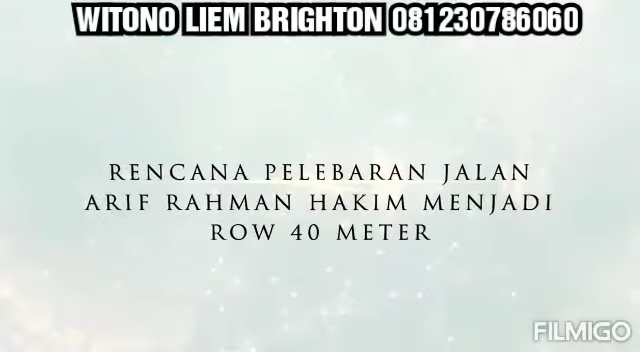 WITONO LIEM BRIGHTON 081230786060
RENCANA PELEBARAN JALAN
ARIF RAHMAN HAKIM MENJADI
ROW 40 METER
FILMIGO